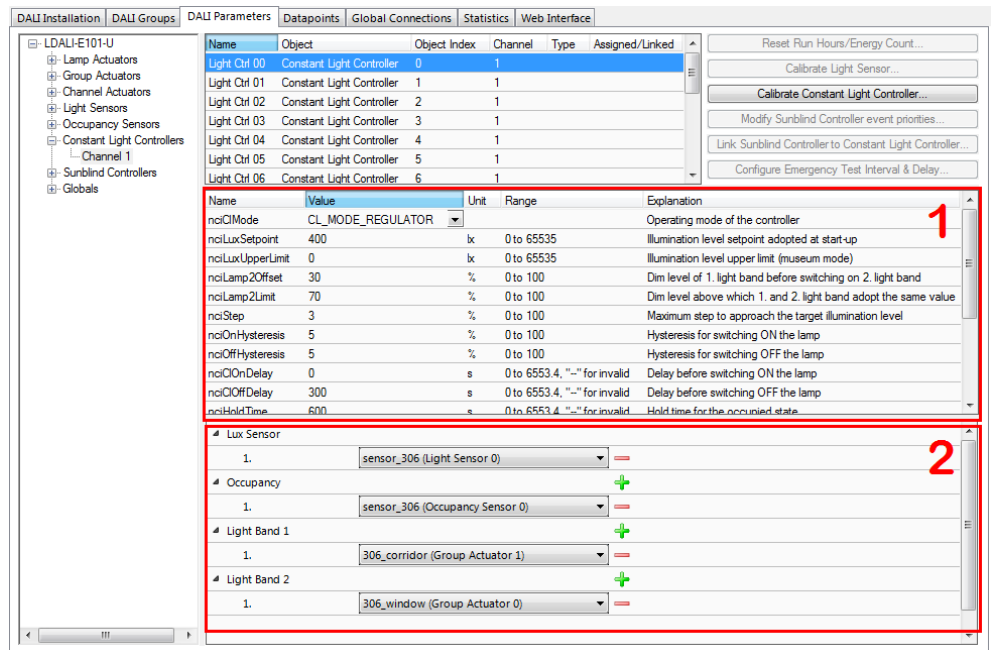 DALI Installation DALI Groups DALI Parameters Datapoints Global Connections Statistics Web Interface
LDALI-E101-U
Lamp Actuators
Group Actuators
Channel Actuators
Light Sensors
Occupancy Sensors
Constant Light Controllers
Channel 1
Sunblind Controllers
Globals
Name Object Object Index Channel Type Assigned/Linked
Light Ctrl 00 Constant Light Controller 0 1
Light Ctrl 01 Constant Light Controller 1 1
Light Ctrl 02 Constant Light Controller 2 1
Light Ctrl 03 Constant Light Controller 3 1
Light Ctrl 04 Constant Light Controller 4 1
Light Ctrl 05 Constant Light Controller 5 1
Light Ctrl 06 Constant Light Controller 6 1
Reset Run Hours/Energy Count...
Calibrate Light Sensor...
Calibrate Constant Light Controller...
Modify Sunblind Controller event priorities...
Link Sunblind Controller to Constant Light Controller...
Configure Emergency Test Interval & Delay...
Name Value Unit Range Explanation
nciClMode CL_MODE_REGULATOR Operating mode of the controller
1
nciLuxSetpoint 400 lx 0 to 65535 Illumination level setpoint adopted at start-up
nciLuxUpperLimit 0 lx 0 to 65535 Illumination level upper limit (museum mode)
nciLamp2Offset 30 % 0 to 100 Dim level of 1. light band before switching on 2. light band
nciLamp2Limit 70 % 0 to 100 Dim level above which 1. and 2. light band adopt the same value
nciStep 3 % 0 to 100 Maximum step to approach the target illumination level
nciOnHysteresis 5 % 0 to 100 Hysteresis for switching ON the lamp
nciOffHysteresis 5 % 0 to 100 Hysteresis for switching OFF the lamp
nciClOnDelay 0 s 0 to 6553.4, "--" for invalid Delay before switching ON the lamp
nciClOffDelay 300 s 0 to 6553.4, "--" for invalid Delay before switching OFF the lamp
nciHoldTime 600 s 0 to 6553.4, "--" for invalid Hold time for the occupied state
Lux Sensor
1. sensor_306 (Light Sensor 0)
2
Occupancy
1. sensor_306 (Occupancy Sensor 0)
Light Band 1
1. 306_corridor (Group Actuator 1)
Light Band 2
1. 306_window (Group Actuator 0)